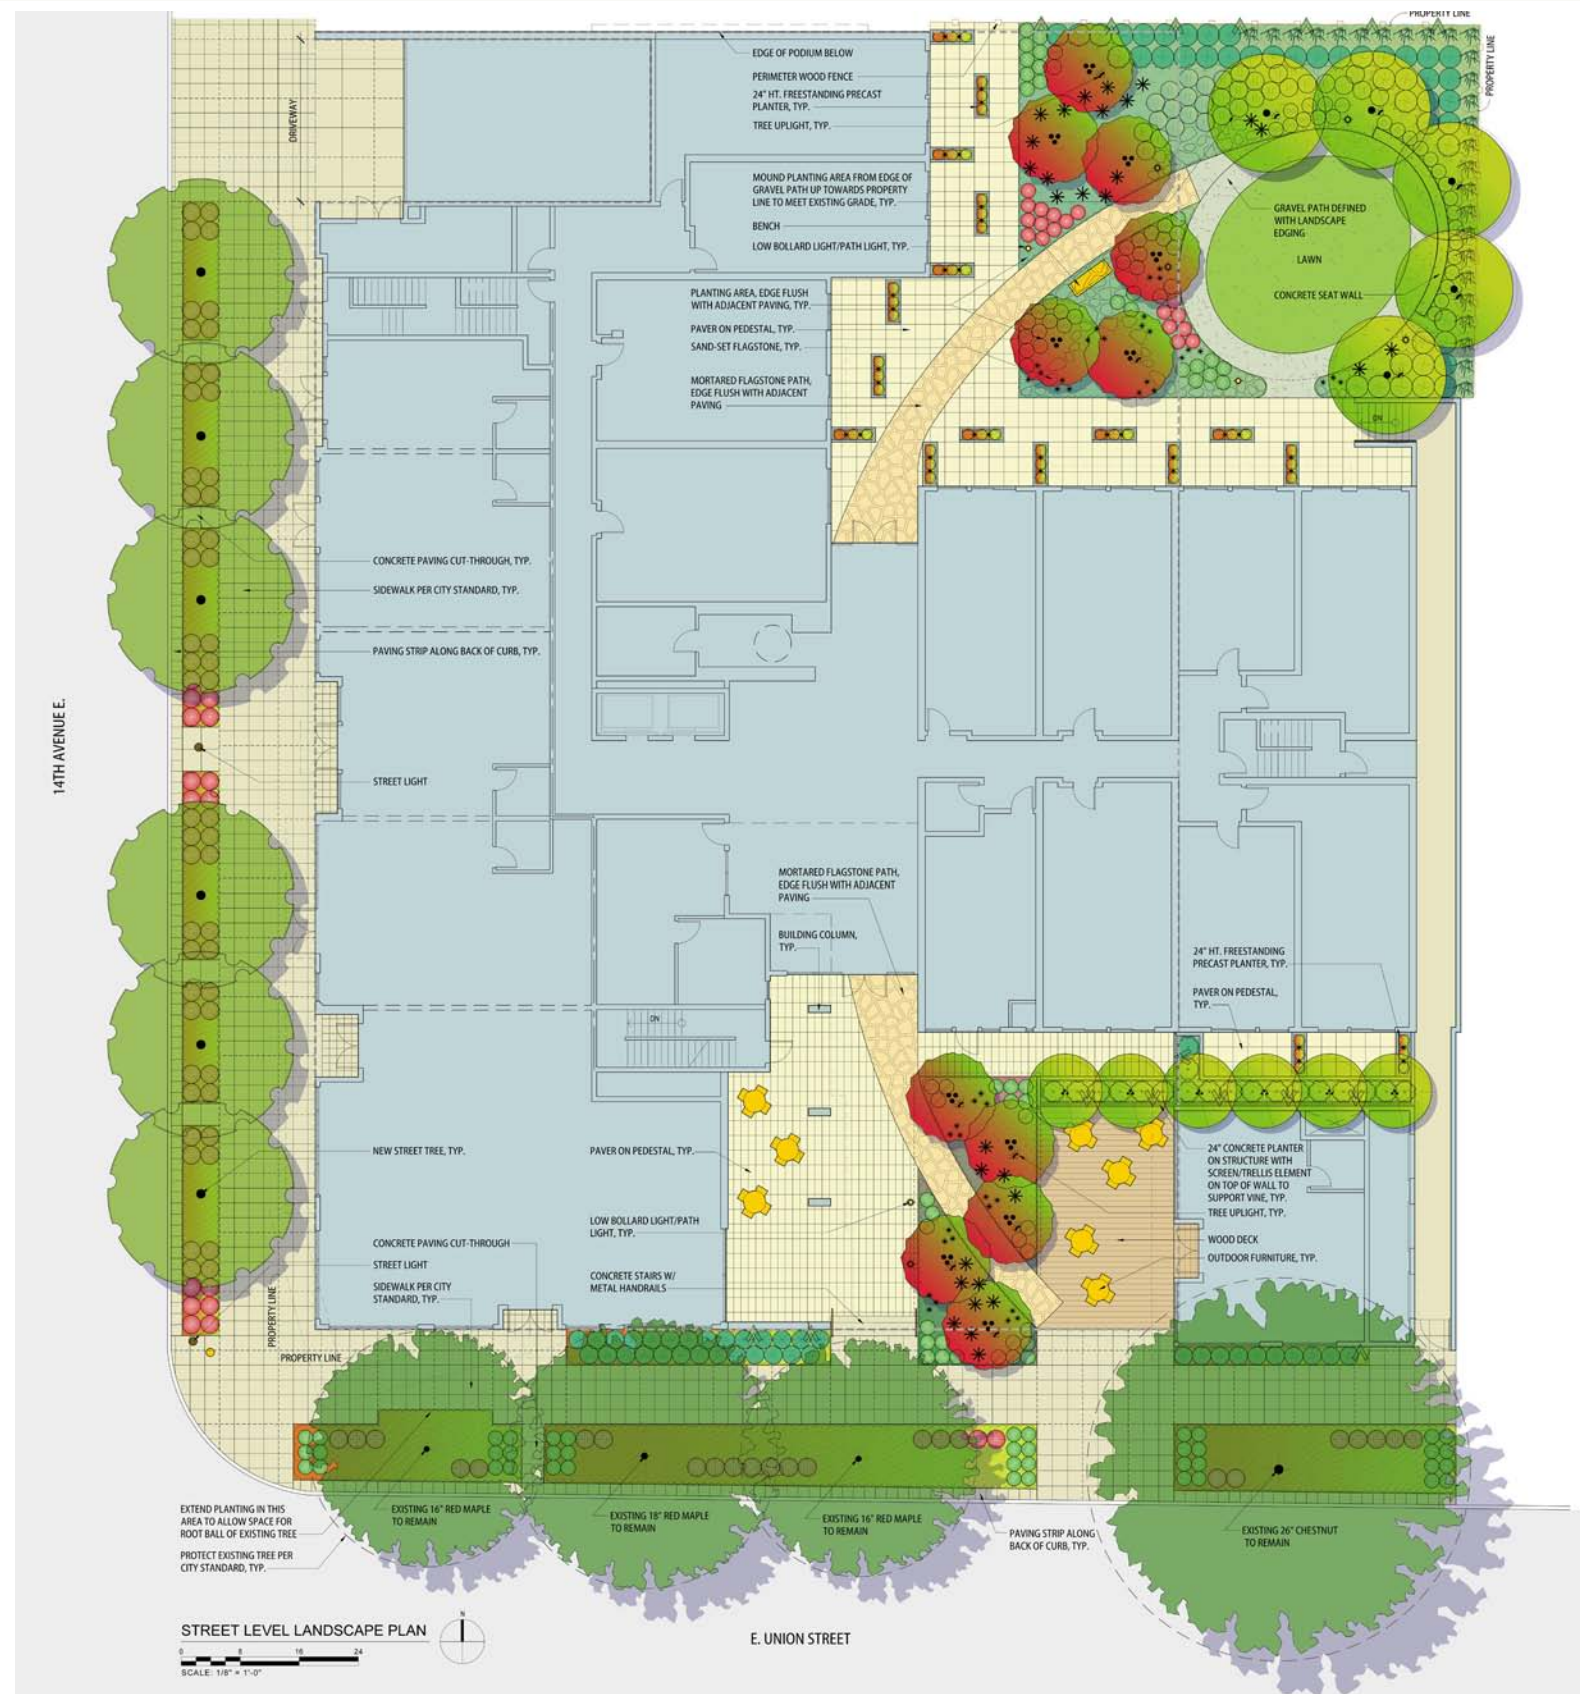 PROPERTY LINE
PROPERTY LINE
DRIVEWAY
EDGE OF PODIUM BELOW
PERIMETER WOOD FENCE
24" HT. FREESTANDING PRECAST
PLANTER, TYP.
TREE UPLIGHT, TYP.
MOUND PLANTING AREA FROM EDGE OF
GRAVEL PATH UP TOWARDS PROPERTY
LINE TO MEET EXISTING GRADE, TYP.
BENCH
LOW BOLLARD LIGHT/PATH LIGHT, TYP.
GRAVEL PATH DEFINED
WITH LANDSCAPE
EDGING
LAWN
CONCRETE SEAT WALL
PLANTING AREA, EDGE FLUSH
WITH ADJACENT PAVING, TYP.
PAVER ON PEDESTAL, TYP.
SAND-SET FLAGSTONE, TYP.
MORTARED FLAGSTONE PATH,
EDGE FLUSH WITH ADJACENT
PAVING
DN
CONCRETE PAVING CUT-THROUGH, TYP.
SIDEWALK PER CITY STANDARD, TYP.
PAVING STRIP ALONG BACK OF CURB, TYP.
14TH AVENUE E.
STREET LIGHT
MORTARED FLAGSTONE PATH,
EDGE FLUSH WITH ADJACENT
PAVING
BUILDING COLUMN,
TYP.
24" HT. FREESTANDING
PRECAST PLANTER, TYP.
PAVER ON PEDESTAL,
TYP.
DN
NEW STREET TREE, TYP.
PAVER ON PEDESTAL, TYP.
24" CONCRETE PLANTER
ON STRUCTURE WITH
SCREEN/TRELLIS ELEMENT
ON TOP OF WALL TO
SUPPORT VINE, TYP.
TREE UPLIGHT, TYP.
WOOD DECK
OUTDOOR FURNITURE, TYP.
LOW BOLLARD LIGHT/PATH
LIGHT, TYP.
CONCRETE STAIRS W/
METAL HANDRAILS
CONCRETE PAVING CUT-THROUGH
STREET LIGHT
SIDEWALK PER CITY
STANDARD, TYP.
PROPERTY LINE
PROPERTY LINE
EXTEND PLANTING IN THIS
AREA TO ALLOW SPACE FOR
ROOT BALL OF EXISTING TREE
PROTECT EXISTING TREE PER
CITY STANDARD, TYP.
EXISTING 16" RED MAPLE
TO REMAIN
EXISTING 18" RED MAPLE
TO REMAIN
EXISTING 16" RED MAPLE
TO REMAIN
PAVING STRIP ALONG
BACK OF CURB, TYP.
EXISTING 26" CHESTNUT
TO REMAIN
STREET LEVEL LANDSCAPE PLAN
N
0 8 16 24
SCALE: 1/8" = 1'-0"
E. UNION STREET